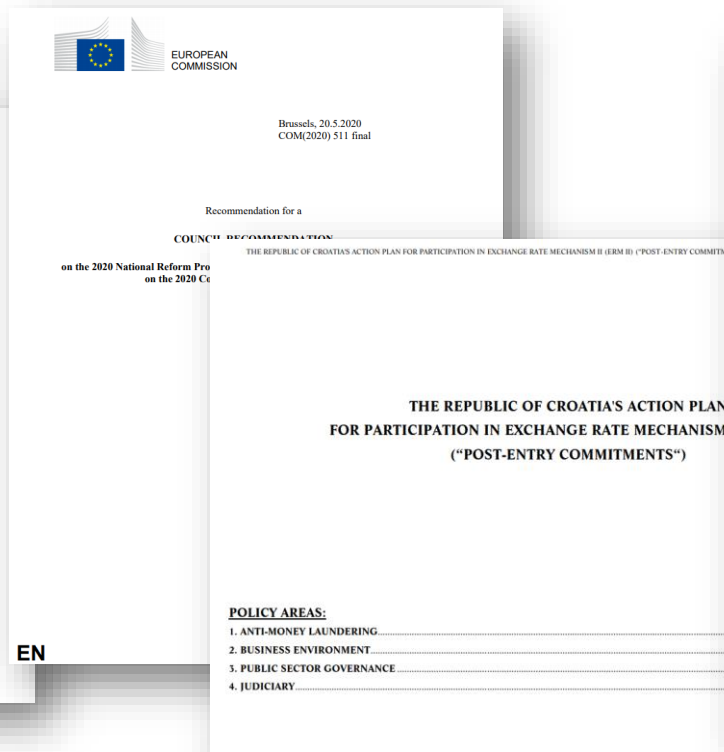 EUROPEAN
COMMISSION
Brussels, 20.5.2020
COM(2020) 511 final
Recommendation for a
COUNCIL RECOMMENDATION
on the 2020 National Reform Pro
on the 2020 Co
EN
THE REPUBLIC OF CROATIA'S ACTION PLAN FOR PARTICIPATION IN EXCHANGE RATE MECHANISM II (ERM II) ("POST-ENTRY COMMITM
THE REPUBLIC OF CROATIA'S ACTION PLAN
FOR PARTICIPATION IN EXCHANGE RATE MECHANISM
("POST-ENTRY COMMITMENTS“)
POLICY AREAS:
1. ANTI-MONEY LAUNDERING
2. BUSINESS ENVIRONMENT
3. PUBLIC SECTOR GOVERNANCE
4. JUDICIARY